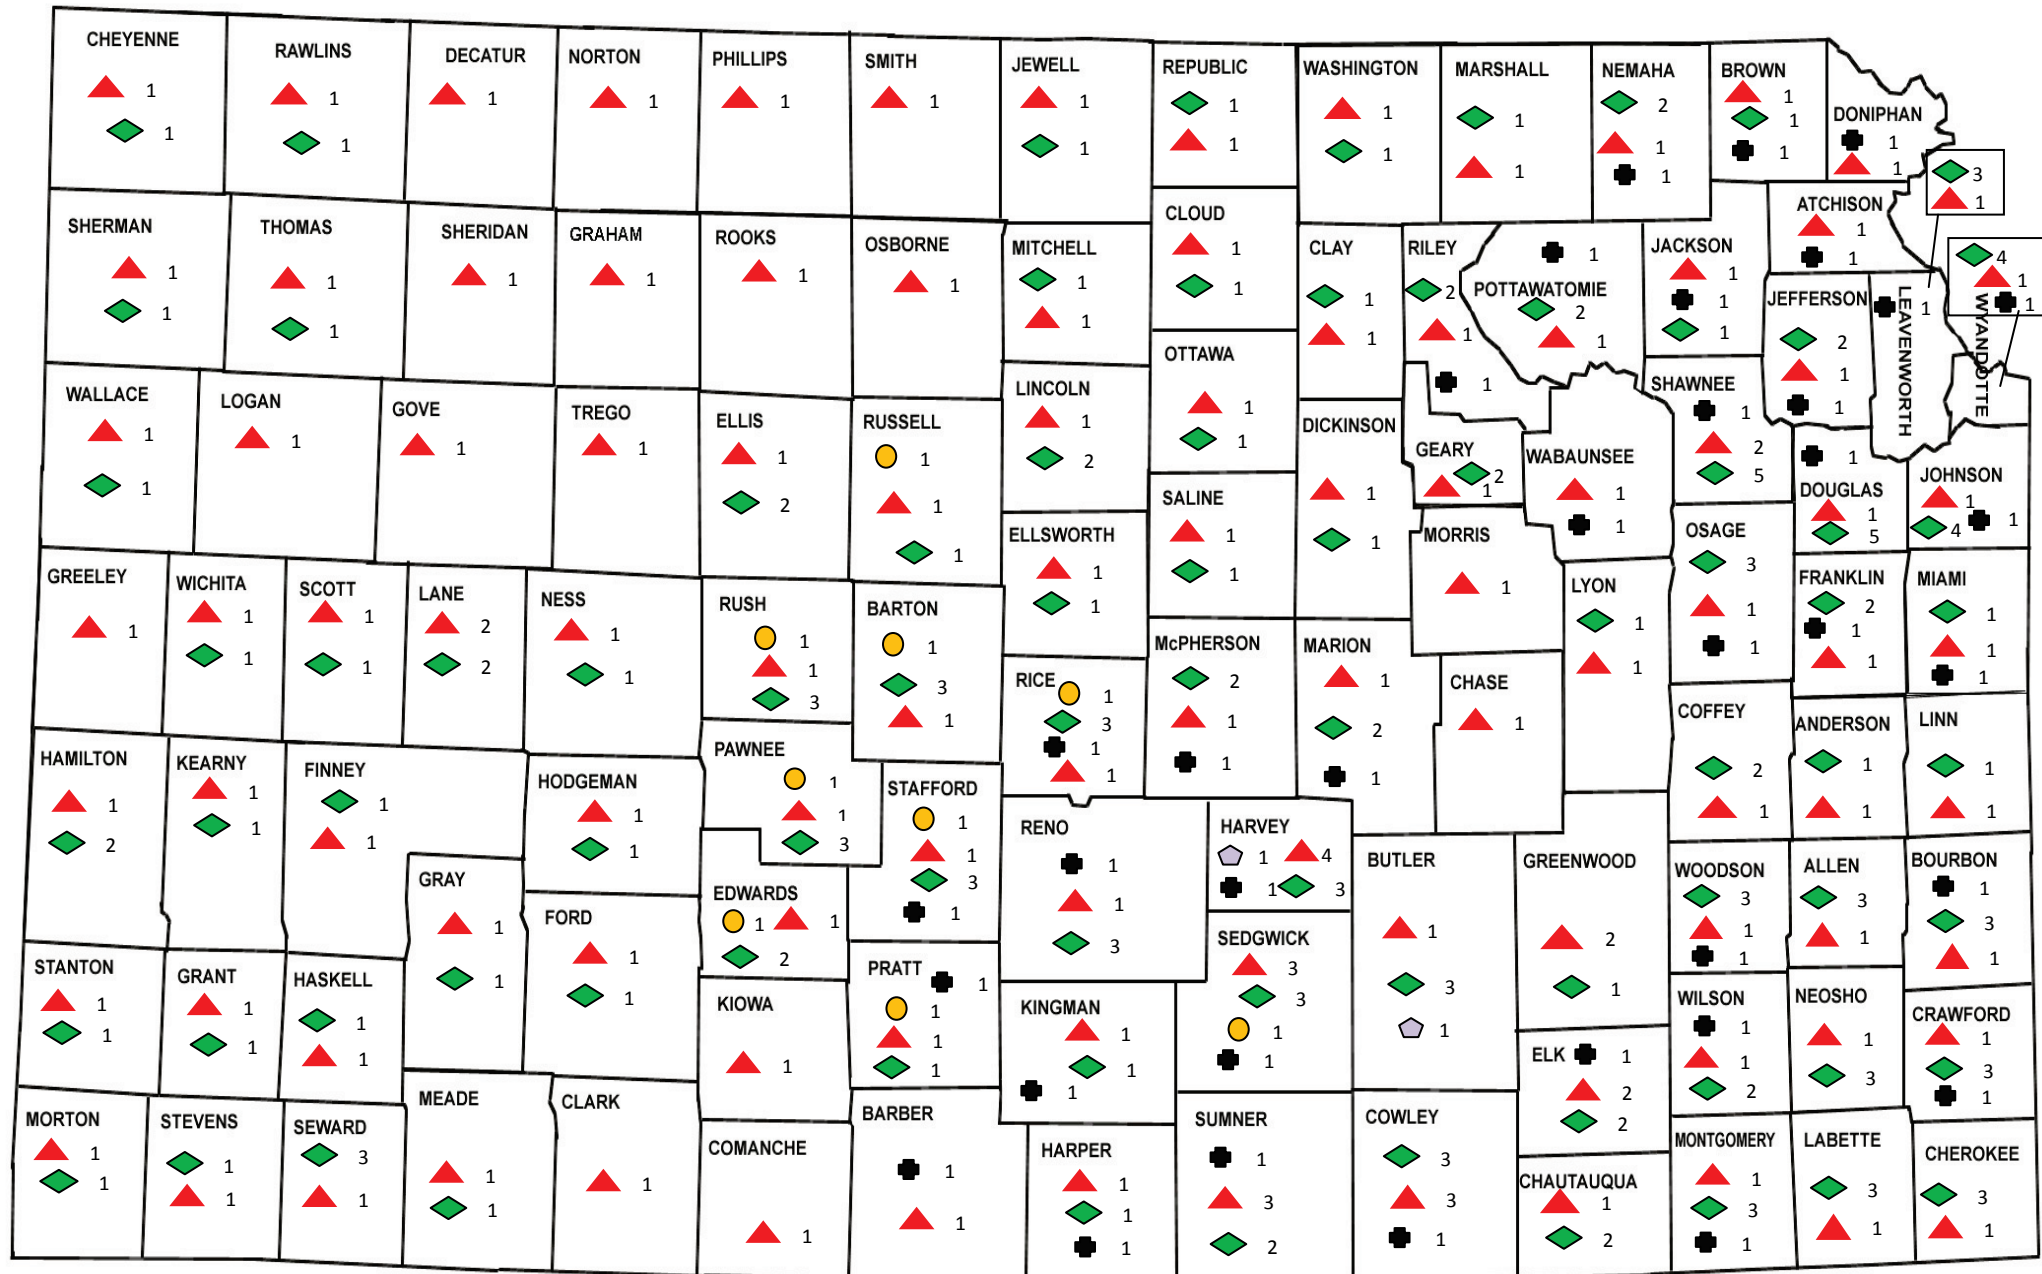 CHEYENNE
1
1
RAWLINS
1
1
DECATUR
1
NORTON
1
PHILLIPS
1
SMITH
1
JEWELL
1
1
REPUBLIC
1
1
WASHINGTON
1
1
MARSHALL
1
1
NEMAHA
2
1
1
BROWN
1
1
1
DONIPHAN
1
1
3
1
SHERMAN
1
1
THOMAS
1
1
SHERIDAN
1
GRAHAM
1
ROOKS
1
OSBORNE
1
MITCHELL
1
1
CLOUD
1
1
CLAY
1
1
RILEY
2
1
1
POTTAWATOMIE
1
2
1
JACKSON
1
1
1
ATCHISON
1
1
JEFFERSON
2
1
1
LEAVENWORTH
1
WYANDOTTE
4
1
1
WALLACE
1
1
LOGAN
1
GOVE
1
TREGO
1
ELLIS
1
2
RUSSELL
1
1
1
LINCOLN
1
2
OTTAWA
1
1
DICKINSON
1
1
GEARY
2
1
WABAUNSEE
1
1
SHAWNEE
1
2
5
DOUGLAS
1
1
5
JOHNSON
1
4
1
GREELEY
1
WICHITA
1
1
SCOTT
1
1
LANE
2
2
NESS
1
1
RUSH
1
1
3
BARTON
1
3
1
ELLSWORTH
1
1
SALINE
1
1
MORRIS
1
LYON
1
1
OSAGE
3
1
1
FRANKLIN
2
1
1
MIAMI
1
1
1
HAMILTON
1
2
KEARNY
1
1
FINNEY
1
1
HODGEMAN
1
1
PAWNEE
1
1
3
STAFFORD
1
1
3
1
RICE
1
3
1
1
McPHERSON
2
1
1
MARION
1
2
1
CHASE
1
COFFEY
2
1
ANDERSON
1
1
LINN
1
1
GRAY
1
1
FORD
1
1
EDWARDS
1
1
2
RENO
1
1
3
HARVEY
1
4
1
3
BUTLER
1
3
1
GREENWOOD
2
1
WOODSON
3
1
1
ALLEN
3
1
BOURBON
1
3
1
STANTON
1
1
GRANT
1
1
HASKELL
1
1
KIOWA
1
PRATT
1
1
1
1
KINGMAN
1
1
1
SEDGWICK
3
3
1
1
ELK
1
2
2
WILSON
1
1
2
NEOSHO
1
3
CRAWFORD
1
3
1
MORTON
1
1
STEVENS
1
1
SEWARD
3
1
MEADE
1
1
CLARK
1
COMANCHE
1
BARBER
1
1
HARPER
1
1
1
SUMNER
1
3
2
COWLEY
3
3
1
CHAUTAUQUA
1
2
MONTGOMERY
1
3
1
LABETTE
3
1
CHEROKEE
3
1